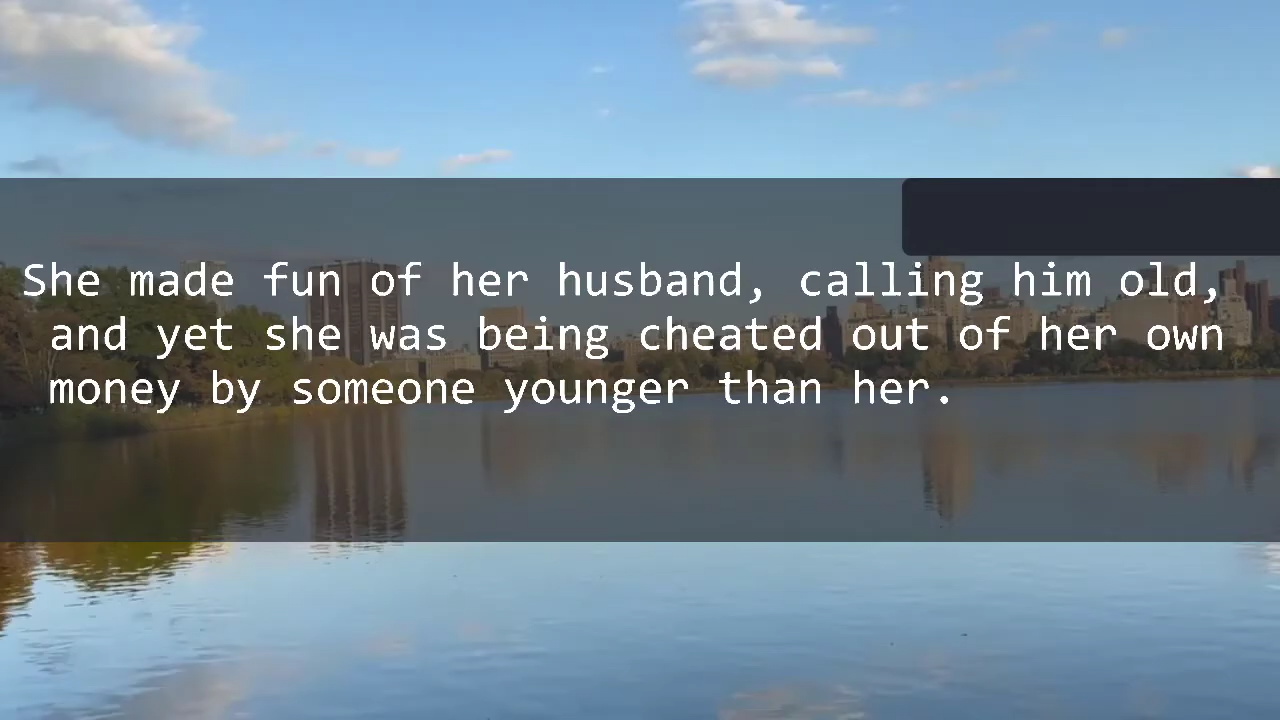 She made fun of her husband, calling him old,
and yet she was being cheated out of her own
money by someone younger than her.